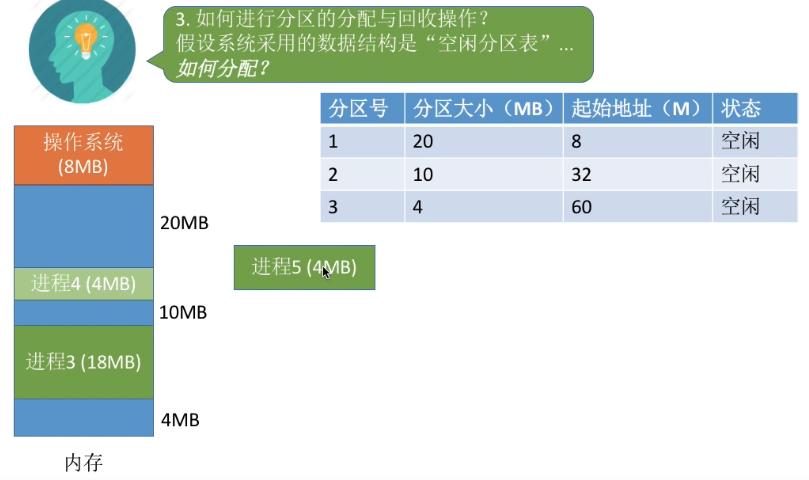 3. 如何进行分区的分配与回收操作？
假设系统采用的数据结构是“空闲分区表”...
如何分配？
分区号 分区大小（MB） 起始地址（M） 状态
1 20 8 空闲
2 10 32 空闲
3 4 60 空闲
操作系统
(8MB)
20MB
进程5 (4MB)
进程4 (4MB)
10MB
进程3 (18MB)
4MB
内存